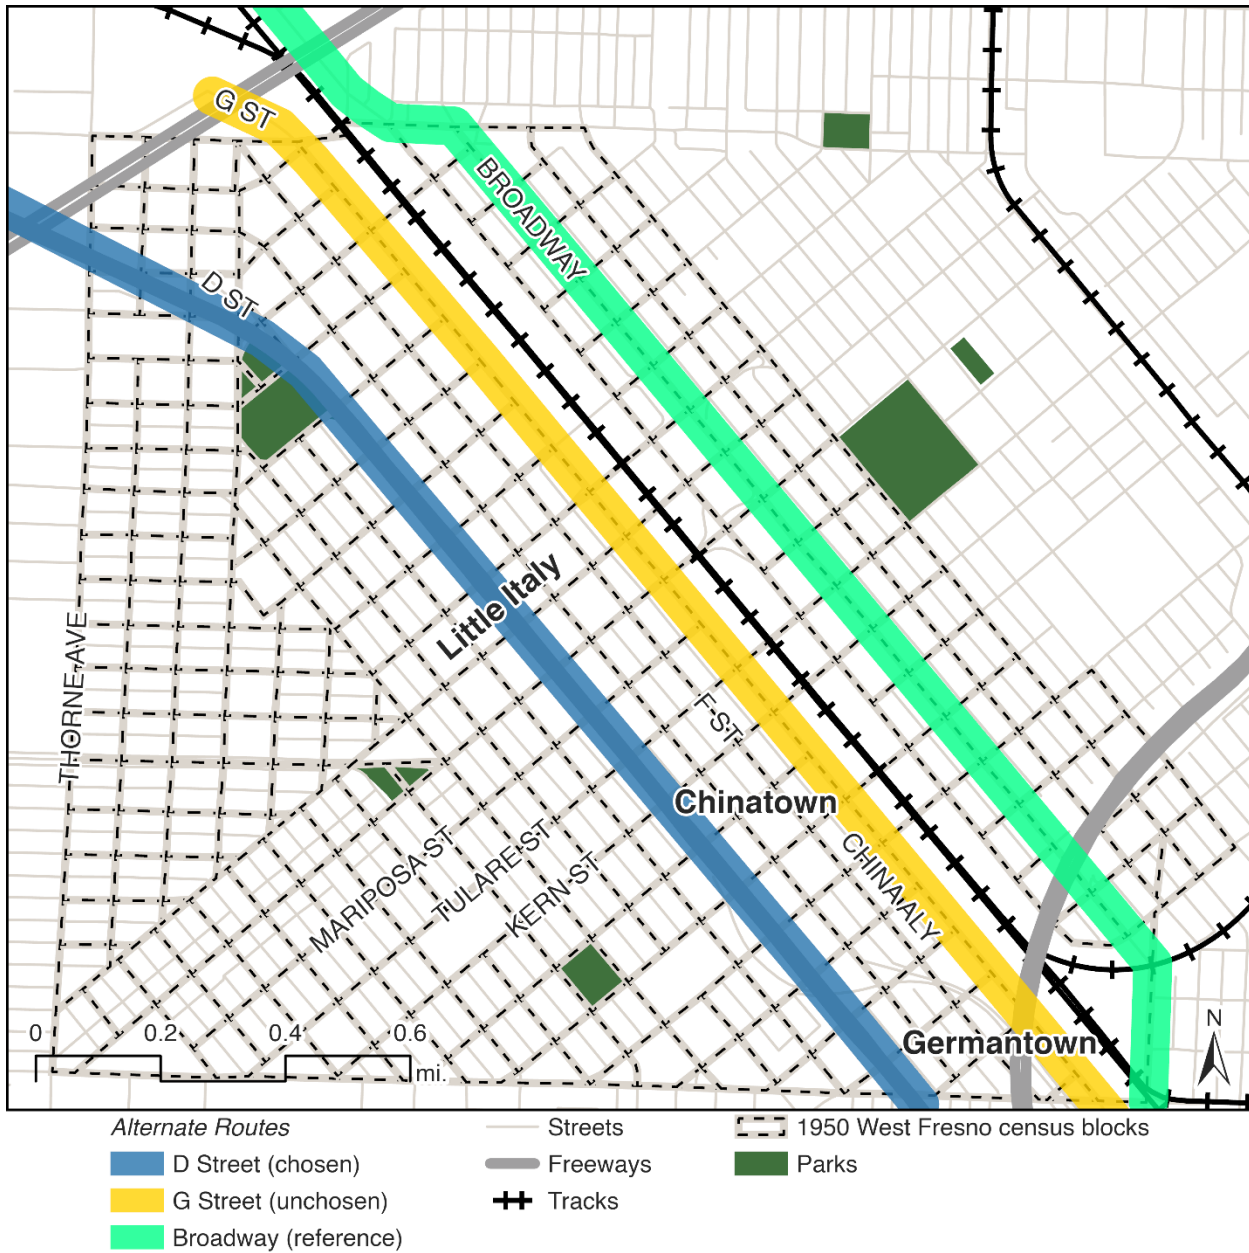 G ST
BROADWAY
D ST
Little Italy
THORNE AVE
F ST
Chinatown
MARIPOSA ST
TULARE ST
KERN ST
CHINA ALY
Germantown
N
0 0.2 0.4 0.6
mi.
Alternate Routes
D Street (chosen)
G Street (unchosen)
Broadway (reference)
Streets
Freeways
Tracks
1950 West Fresno census blocks
Parks